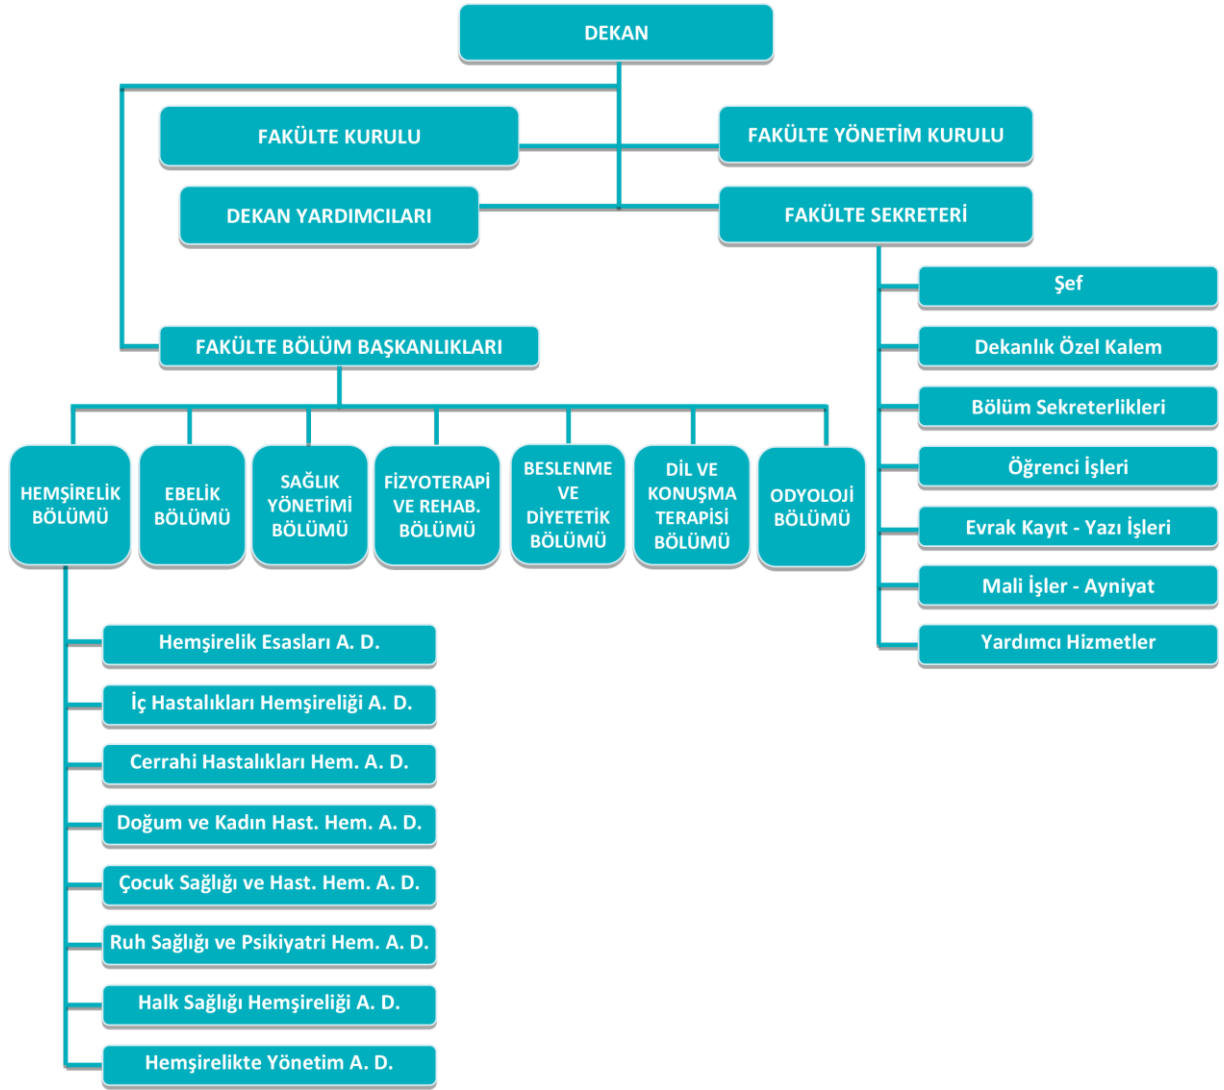 DEKAN
FAKÜLTE KURULU
FAKÜLTE YÖNETİM KURULU
DEKAN YARDIMCILARI
FAKÜLTE SEKRETERİ
Şef
Dekanlık Özel Kalem
Bölüm Sekreterlikleri
Öğrenci İşleri
Evrak Kayıt - Yazı İşleri
Mali İşler - Ayniyat
Yardımcı Hizmetler
FAKÜLTE BÖLÜM BAŞKANLIKLARI
HEMŞİRELİK
BÖLÜMÜ
EBELİK
BÖLÜMÜ
SAĞLIK
YÖNETİMİ
BÖLÜMÜ
FİZYOTERAPİ
VE REHAB.
BÖLÜMÜ
BESLENME
VE
DİYETETİK
BÖLÜMÜ
DİL VE
KONUŞMA
TERAPİSİ
BÖLÜMÜ
ODYOLOJİ
BÖLÜMÜ
Hemşirelik Esasları A. D.
İç Hastalıkları Hemşireliği A. D.
Cerrahi Hastalıkları Hem. A. D.
Doğum ve Kadın Hast. Hem. A. D.
Çocuk Sağlığı ve Hast. Hem. A. D.
Ruh Sağlığı ve Psikiyatri Hem. A. D.
Halk Sağlığı Hemşireliği A. D.
Hemşirelikte Yönetim A. D.